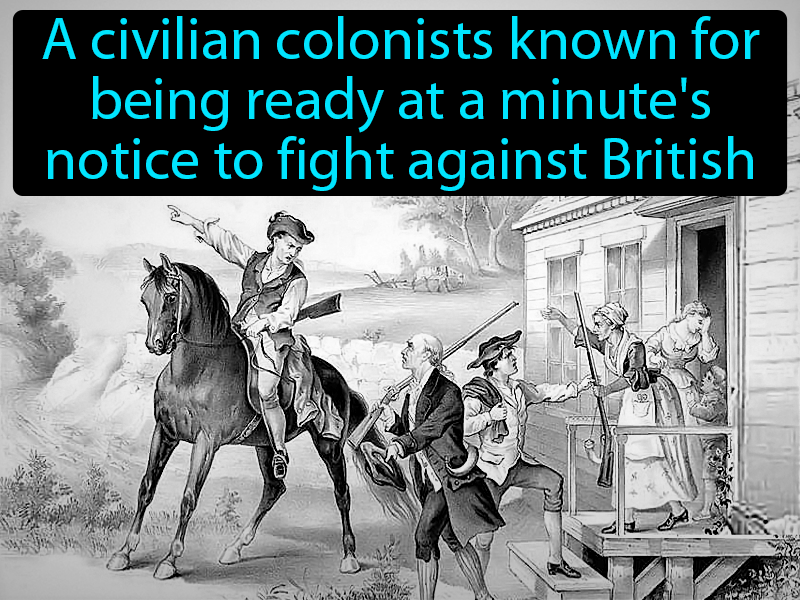 A civilian colonists known for
being ready at a minute's
notice to fight against British